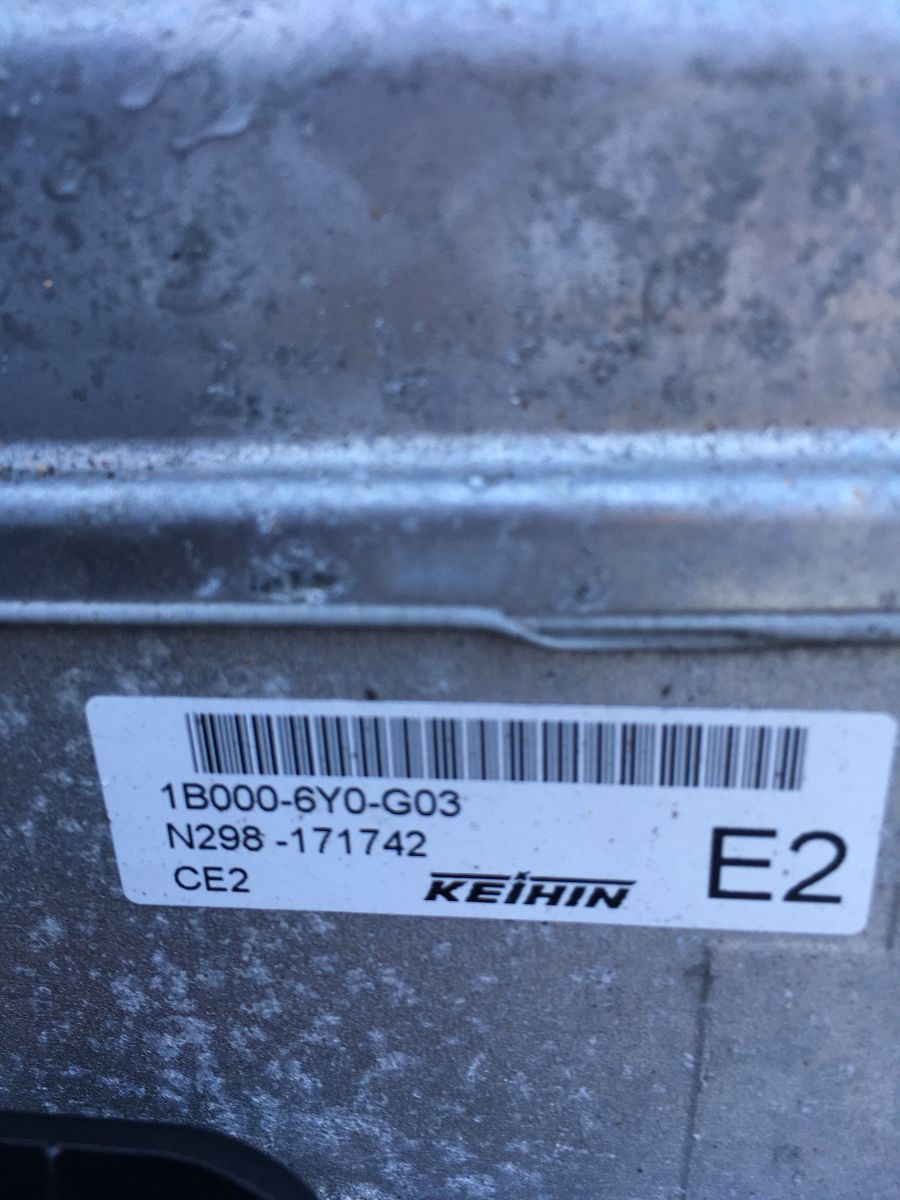 1B000-6Y0-G03
N298 -171742
CE2
KEIHIN
E2